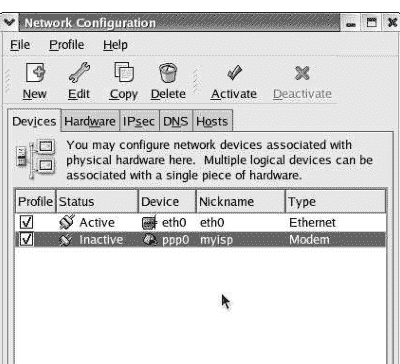 Network Configuration
File Profile Help
New Edit Copy Delete Activate Deactivate
Devices Hardware IPsec DNS Hosts
You may configure network devices associated with
physical hardware here. Multiple logical devices can be
associated with a single piece of hardware.
Profile Status Device Nickname Type
Active eth0 eth0 Ethernet
Inactive ppp0 myisp Modem